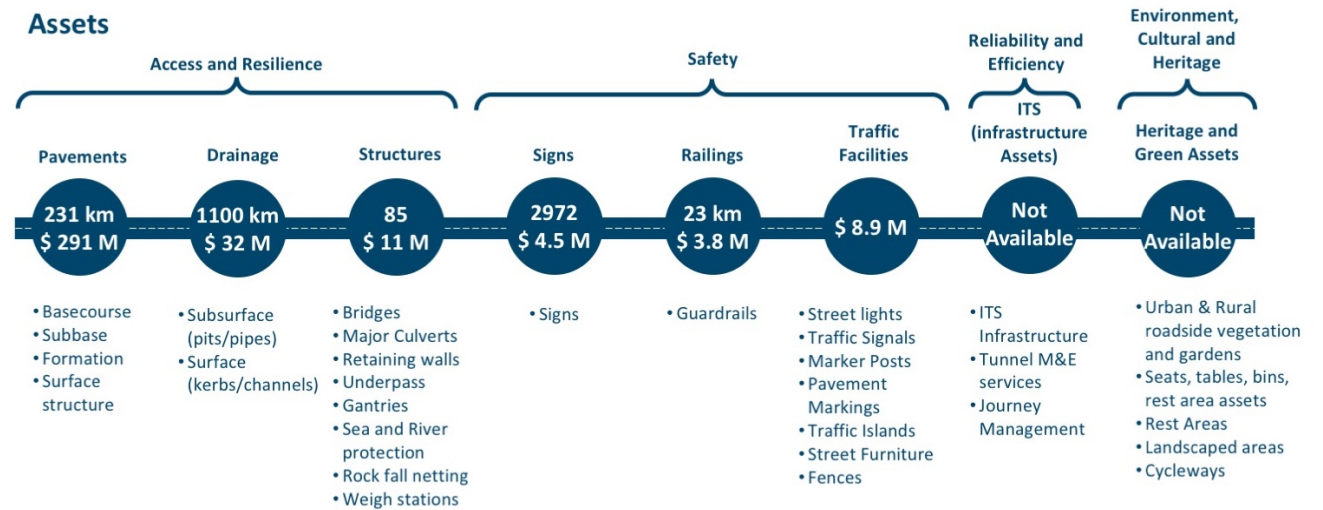 Assets
Access and Resilience
Safety
Reliability and
Efficiency
Environment,
Cultural and
Heritage
Pavements
Drainage
Structures
Signs
Railings
Traffic
Facilities
ITS
(infrastructure
Assets)
Heritage and
Green Assets
231 km
$ 291 M
1100 km
$ 32 M
85
$ 11 M
2972
$ 4.5 M
23 km
$ 3.8 M
$ 8.9 M
Not
Available
Not
Available
• Basecourse
• Subbase
• Formation
• Surface
structure
• Subsurface
(pits/pipes)
• Surface
(kerbs/channels)
• Bridges
• Major Culverts
• Retaining walls
• Underpass
• Gantries
• Sea and River
protection
• Rock fall netting
• Weigh stations
• Signs
• Guardrails
• Street lights
• Traffic Signals
• Marker Posts
• Pavement
Markings
• Traffic Islands
• Street Furniture
• Fences
• ITS
Infrastructure
• Tunnel M&E
services
• Journey
Management
• Urban & Rural
roadside vegetation
and gardens
• Seats, tables, bins,
rest area assets
• Rest Areas
• Landscaped areas
• Cycleways